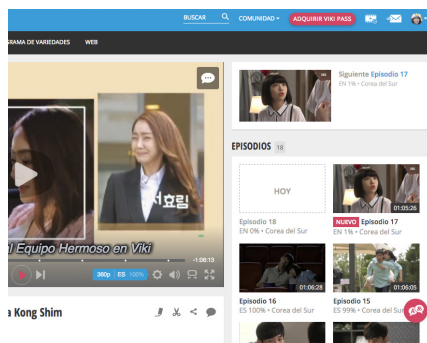 BUSCAR
COMUNIDAD
ADQUIRIR VIKI PASS
GRAMA DE VARIEDADES
WEB
서효림
l Equipo Hermoso en Viki
-1:06:13
360p
ES 100%
a Kong Shim
Siguiente Episodio 17
EN 1% • Corea del Sur
EPISODIOS 18
HOY
Episodio 18
EN 0% • Corea del Sur
01:05:26
NUEVO Episodio 17
EN 1% • Corea del Sur
01:06:28
Episodio 16
ES 100% • Corea del Sur
01:06:05
Episodio 15
ES 99% • Corea del Sur